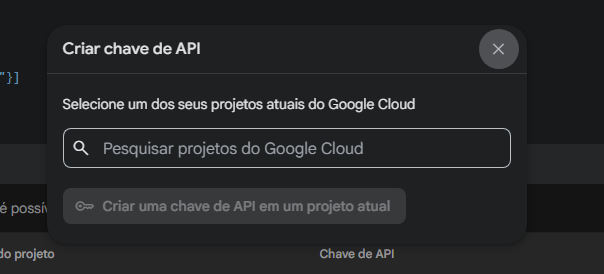 Criar chave de API
"}]
Selecione um dos seus projetos atuais do Google Cloud
Pesquisar projetos do Google Cloud
é possív
Criar uma chave de API em um projeto atual
do projeto
Chave de API